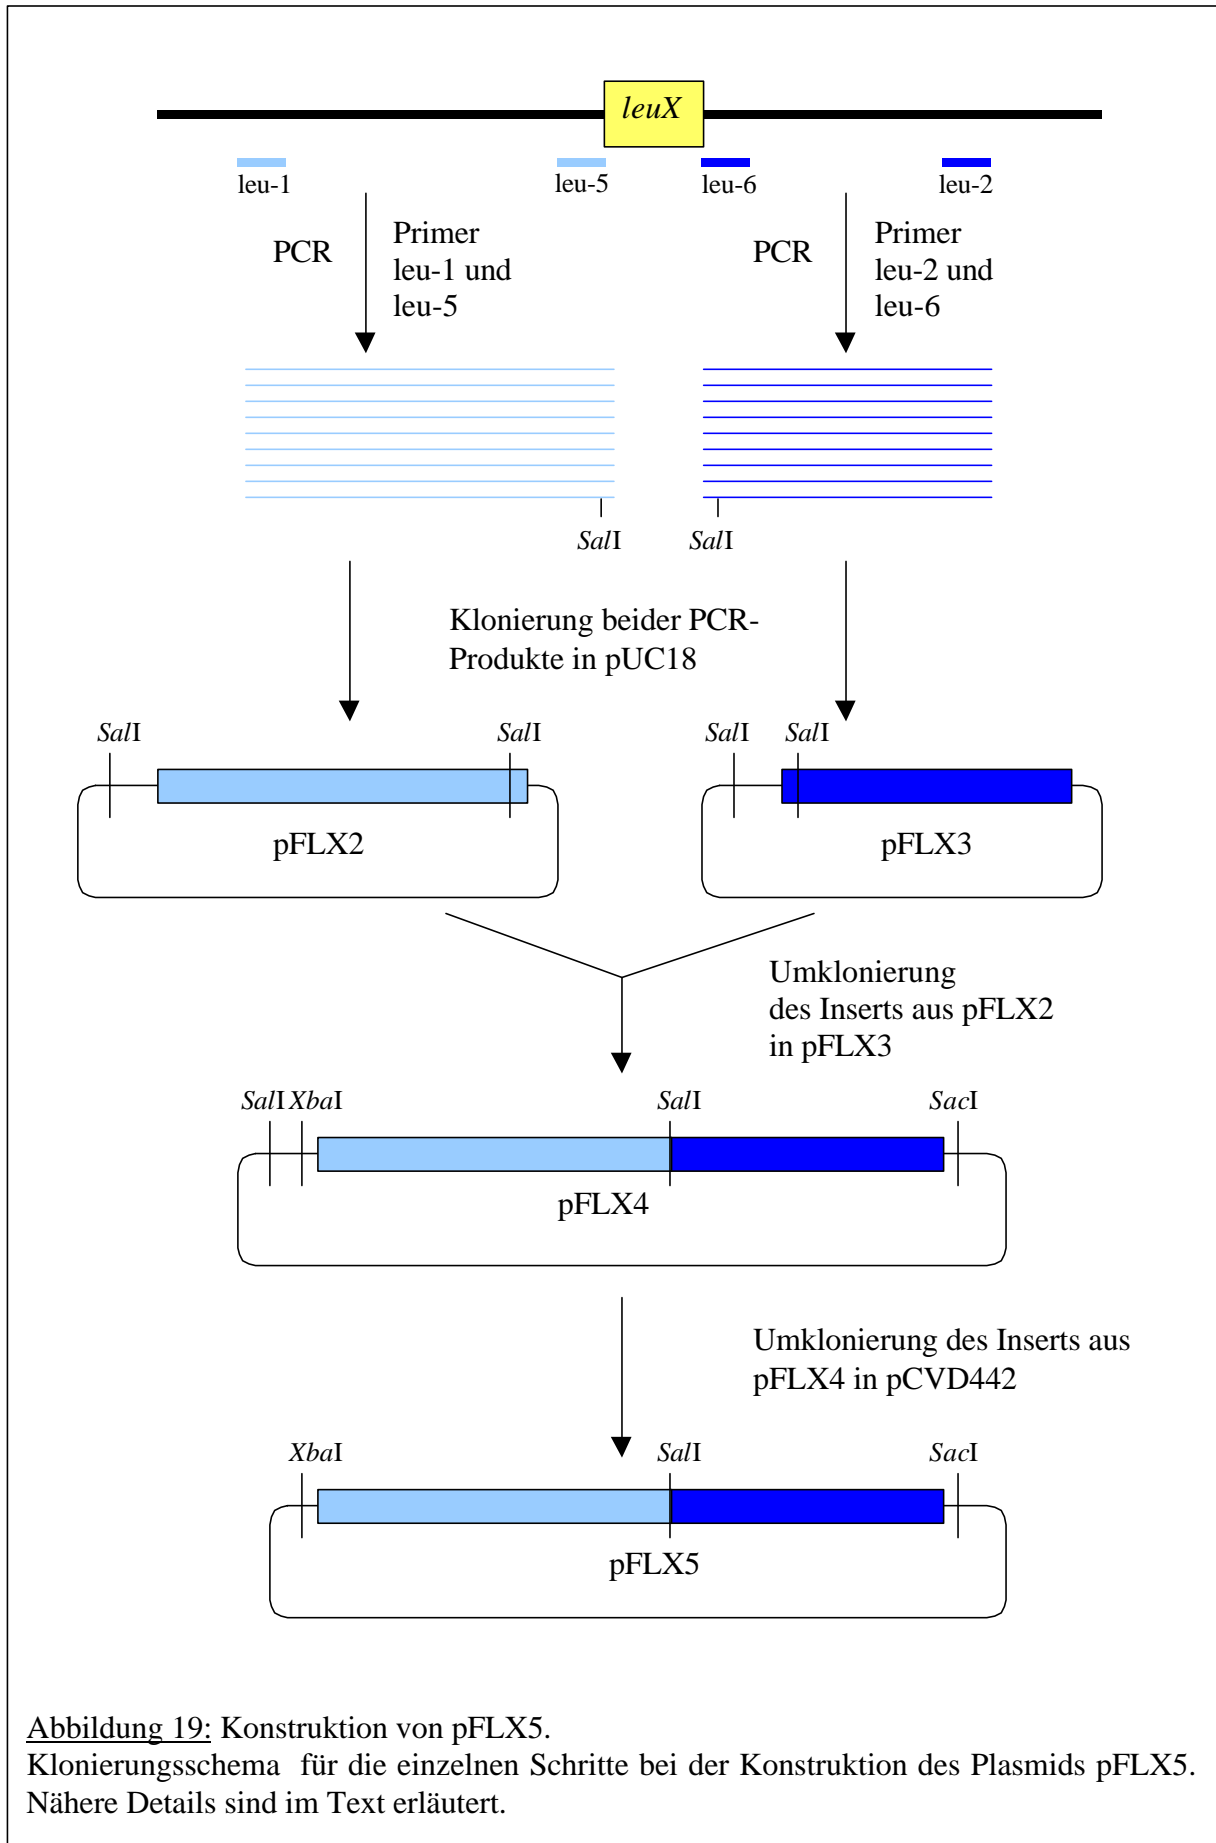 leuX
leu-1
leu-5
leu-6
leu-2
PCR
Primer
leu-1 und
leu-5
PCR
Primer
leu-2 und
leu-6
SalI
SalI
Klonierung beider PCR-
Produkte in pUC18
SalI
SalI
SalI
SalI
pFLX2
pFLX3
Umklonierung
des Inserts aus pFLX2
in pFLX3
SalI
XbaI
SalI
SacI
pFLX4
Umklonierung des Inserts aus
pFLX4 in pCVD442
XbaI
SalI
SacI
pFLX5
Abbildung 19: Konstruktion von pFLX5.
Klonierungsschema für die einzelnen Schritte bei der Konstruktion des Plasmids pFLX5.
Nähere Details sind im Text erläutert.